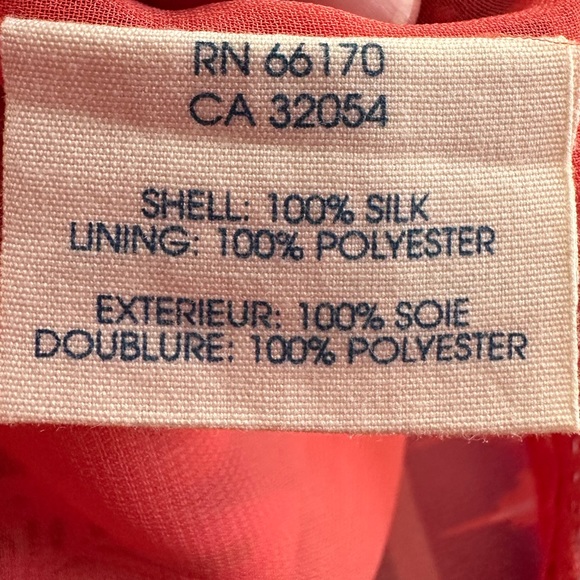 RN 66170
CA 32054
SHELL: 100% SILK
LINING: 100% POLYESTER
EXTERIEUR: 100% SOIE
DOUBLURE: 100% POLYESTER